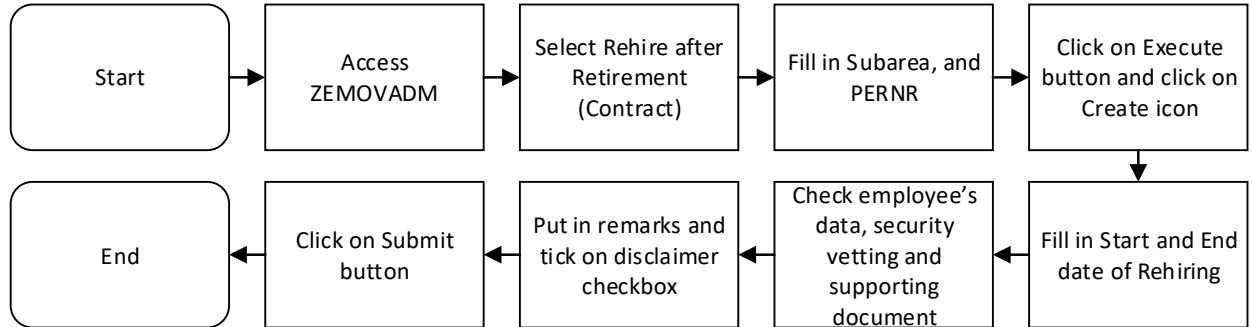 Start
Access
ZEMOVADM
Select Rehire after
Retirement
(Contract)
Fill in Subarea, and
PERNR
Click on Execute
button and click on
Create icon
Fill in Start and End
date of Rehiring
Check employee’s
data, security
vetting and
supporting
document
Put in remarks and
tick on disclaimer
checkbox
Click on Submit
button
End